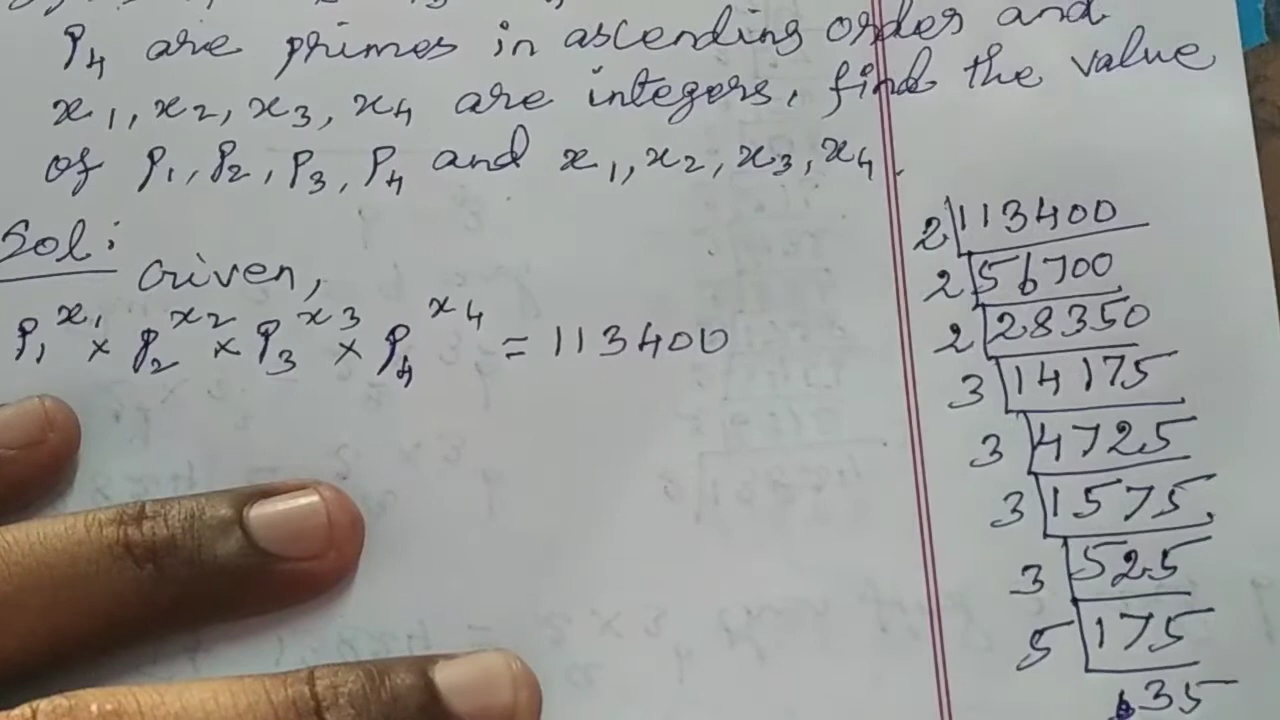 P4 are primes in ascending order and
x1, x2, x3, x4 are integers, find the value
of P1, P2, P3, P4 and x1, x2, x3, x4.
Sol:
Given,
P1^x1 × P2^x2 × P3^x3 × P4^x4 = 113400
2 113400
2 56700
2 28350
3 14175
3 4725
3 1575
3 525
5 175
35